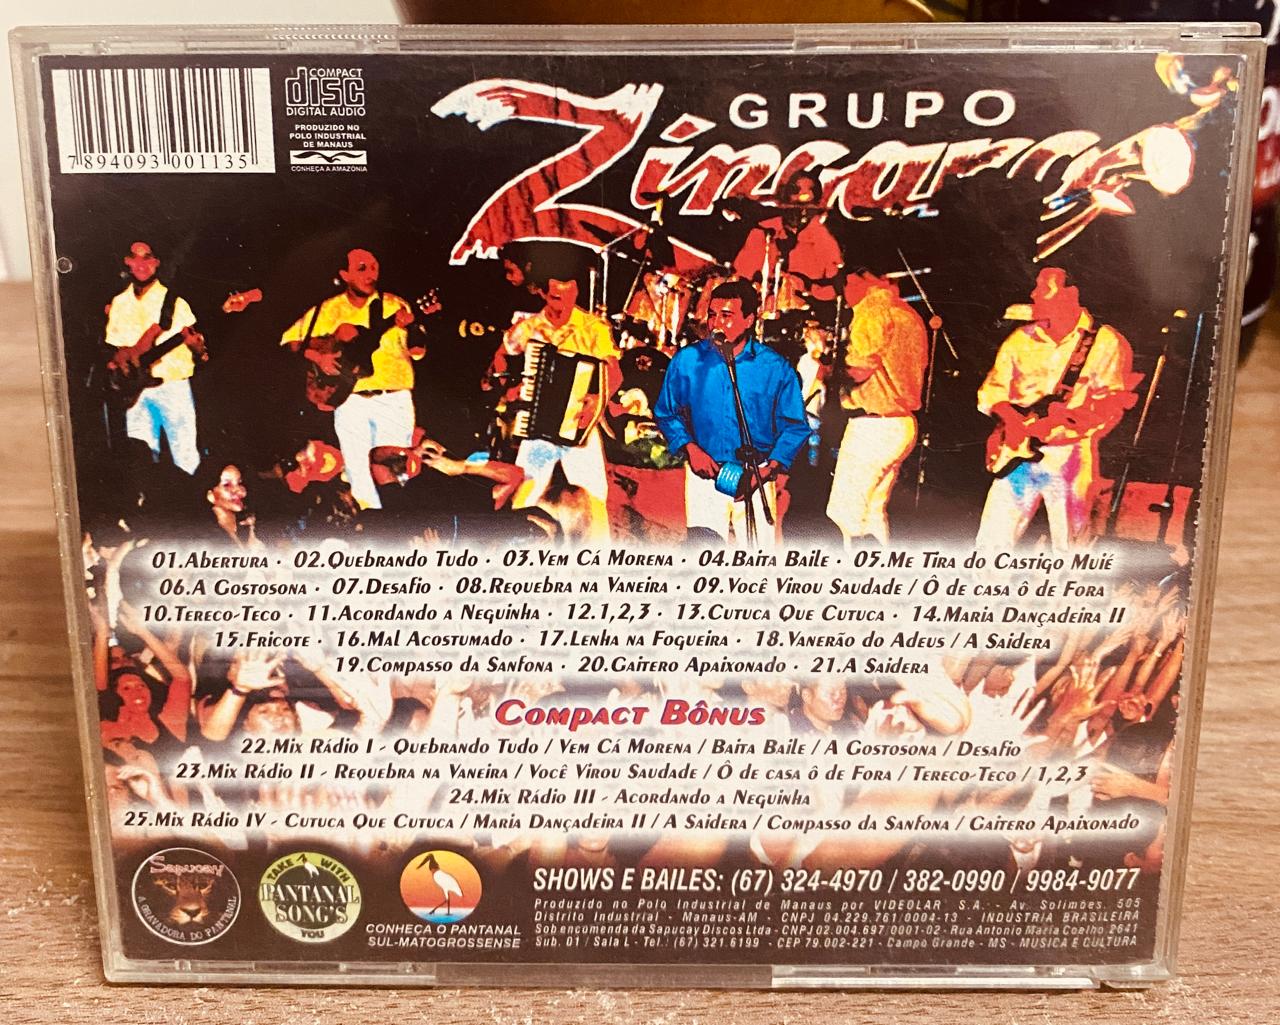 7 894093 001135
COMPACT
disc
DIGITAL AUDIO
PRODUZIDO NO
POLO INDUSTRIAL
DE MANAUS
CONHEÇA A AMAZÔNIA
GRUPO
Zíngaro
01.Abertura · 02.Quebrando Tudo · 03.Vem Cá Morena · 04.Baita Baile · 05.Me Tira do Castigo Muié
06.A Gostosona · 07.Desafio · 08.Requebra na Vaneira · 09.Você Virou Saudade / Ô de casa ô de Fora
10.Tereco-Teco · 11.Acordando a Neguinha · 12.1,2,3 · 13.Cutuca Que Cutuca · 14.Maria Dançadeira II
15.Fricote · 16.Mal Acostumado · 17.Lenha na Fogueira · 18.Vanerão do Adeus / A Saidera
19.Compasso da Sanfona · 20.Gaitero Apaixonado · 21.A Saidera
Compact Bônus
22.Mix Rádio I - Quebrando Tudo / Vem Cá Morena / Baita Baile / A Gostosona / Desafio
23.Mix Rádio II - Requebra na Vaneira / Você Virou Saudade / Ô de casa ô de Fora / Tereco-Teco / 1,2,3
24.Mix Rádio III - Acordando a Neguinha
25.Mix Rádio IV - Cutuca Que Cutuca / Maria Dançadeira II / A Saidera / Compasso da Sanfona / Gaitero Apaixonado
Sapucay
A BRAVADORA DO PANTANAL
TAKE WITH
PANTANAL
SONG'S
YOU
CONHEÇA O PANTANAL
SUL-MATOGROSSENSE
SHOWS E BAILES: (67) 324-4970 / 382-0990 / 9984-9077
Produzido no Polo Industrial de Manaus por VIDEOLAR S.A. - Av. Solimões, 505
Distrito Industrial - Manaus-AM - CNPJ 04.229.761/0004-13 - INDÚSTRIA BRASILEIRA
Sob encomenda da Sapucay Discos Ltda - CNPJ 02.004.697/0001-02 - Rua Antonio Maria Coelho 2641
Sub. 01 / Sala L - Tel.: (67) 321.6199 - CEP 79.002-221 - Campo Grande - MS - MUSICA E CULTURA